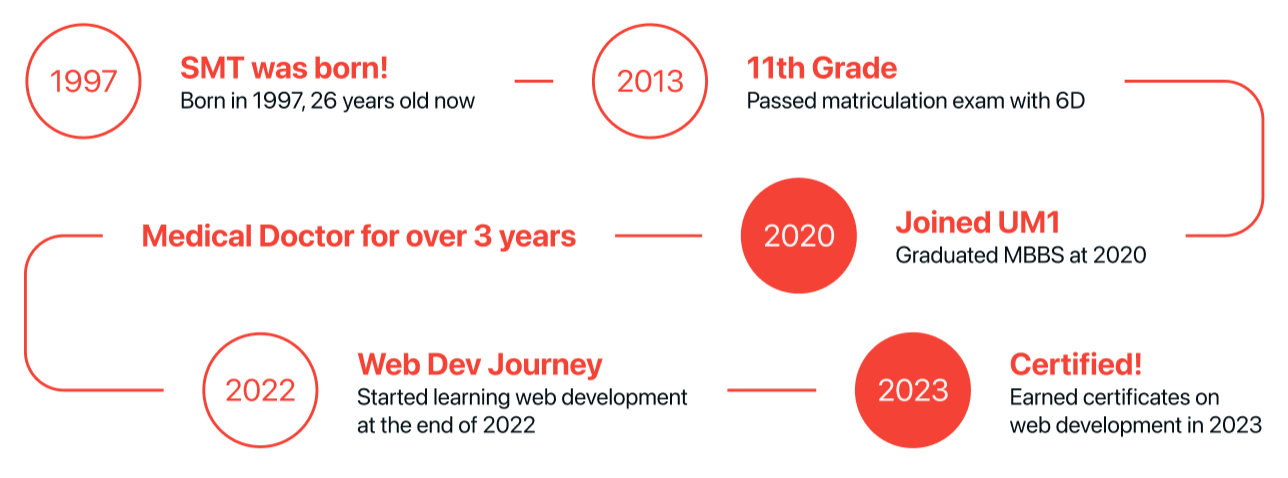 1997
SMT was born!
Born in 1997, 26 years old now
2013
11th Grade
Passed matriculation exam with 6D
2020
Joined UM1
Graduated MBBS at 2020
Medical Doctor for over 3 years
2022
Web Dev Journey
Started learning web development
at the end of 2022
2023
Certified!
Earned certificates on
web development in 2023